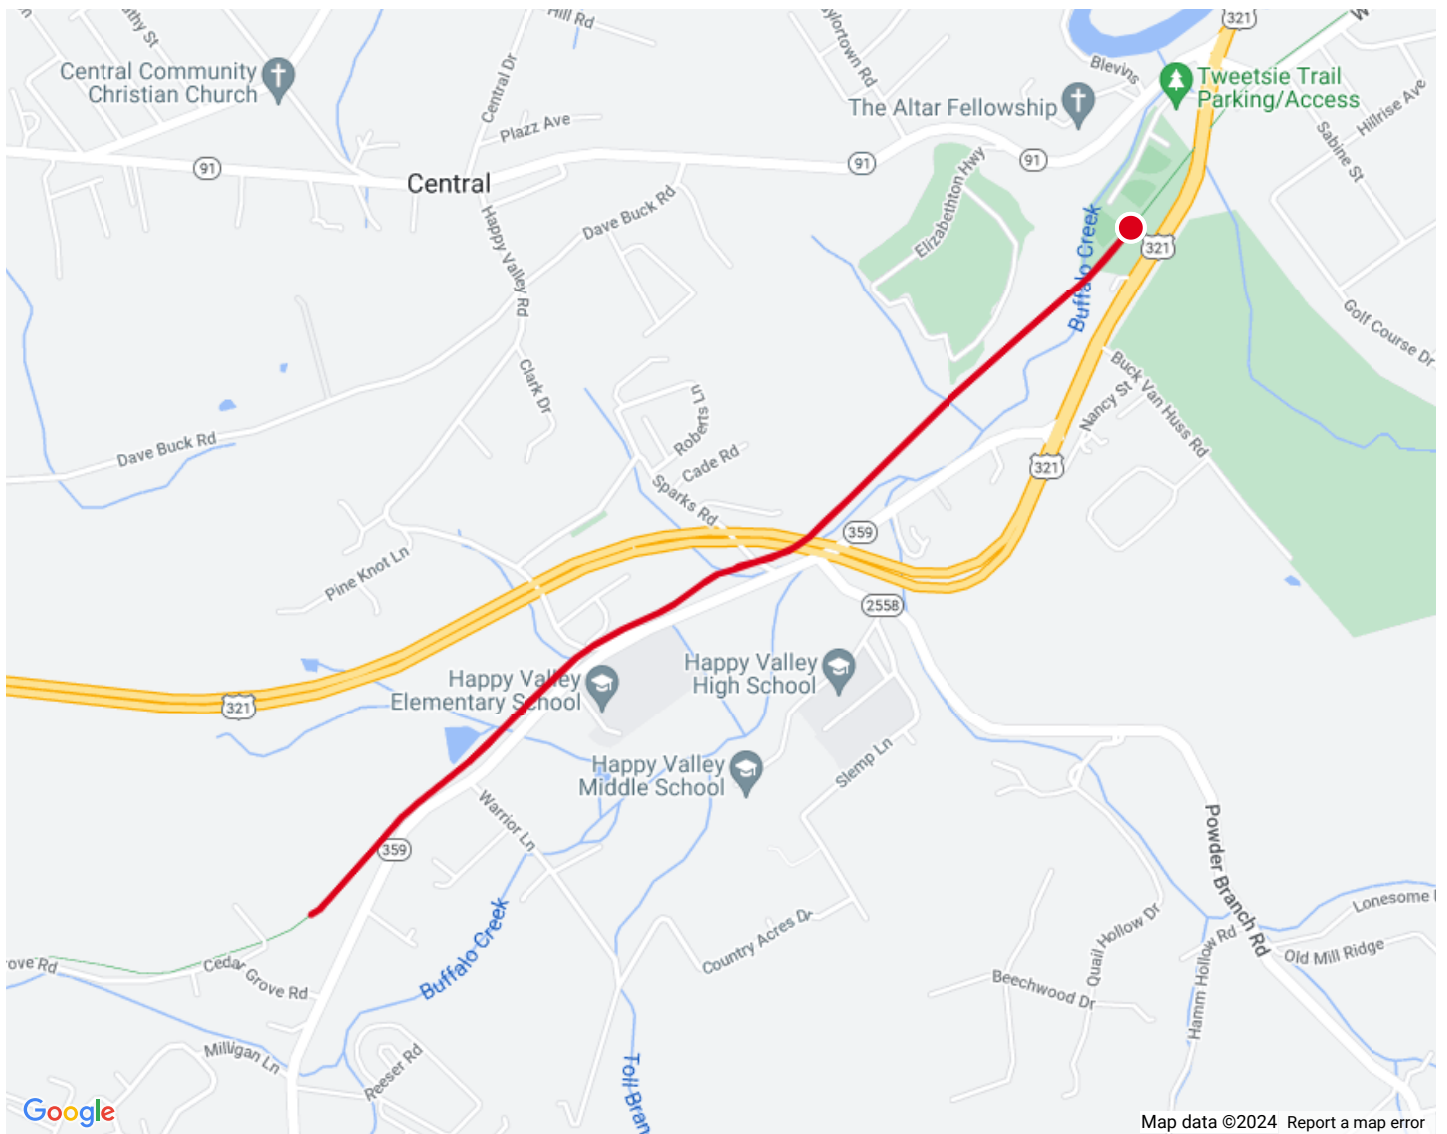 Hill Rd
321
W
Central Community
Christian Church
Central Dr
Plazz Ave
The Altar Fellowship
Blevins
Tweetsie Trail
Parking/Access
Hillrise Ave
Sabine St
91
91
91
Central
Happy Valley Rd
Dave Buck Rd
Elizabethton Hwy
Buffalo Creek
321
Golf Course Dr
Clark Dr
Roberts Ln
Cade Rd
Sparks Rd
Dave Buck Rd
Buck Van Huss Rd
Nancy St
321
359
Pine Knot Ln
2558
Happy Valley
Elementary School
Happy Valley
High School
321
Happy Valley
Middle School
Slemp Ln
Warrior Ln
359
Powder Branch Rd
Buffalo Creek
Country Acres Dr
Quail Hollow Dr
Hamm Hollow Rd
Lonesome
Old Mill Ridge
Beechwood Dr
rove Rd
Cedar Grove Rd
Milligan Ln
Reeser Rd
Toll Bran
Google
Map data ©2024 Report a map error